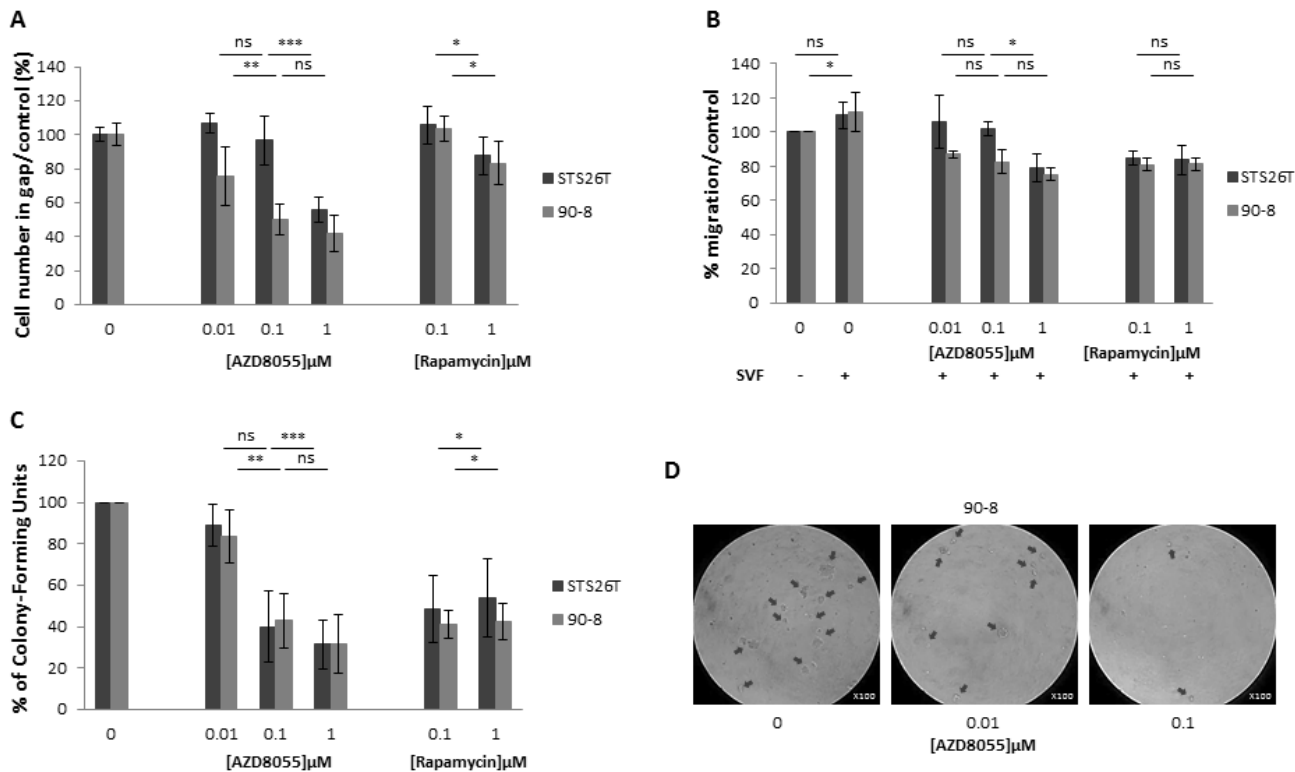 A
ns ***
** ns
*
*
Cell number in gap/control (%)
140
120
100
80
60
40
20
0
0 0.01 0.1 1 0.1 1
[AZD8055]µM [Rapamycin]µM
STS26T
90-8
B
ns ns * ns
* ns ns ns
% migration/control
140
120
100
80
60
40
20
0
0 0 0.01 0.1 1 0.1 1
[AZD8055]µM [Rapamycin]µM
SVF - + + + + + +
STS26T
90-8
C
ns *** *
** ns *
% of Colony-Forming Units
120
100
80
60
40
20
0
0 0.01 0.1 1 0.1 1
[AZD8055]µM [Rapamycin]µM
STS26T
90-8
D
90-8
X100 X100 X100
0 0.01 0.1
[AZD8055]µM